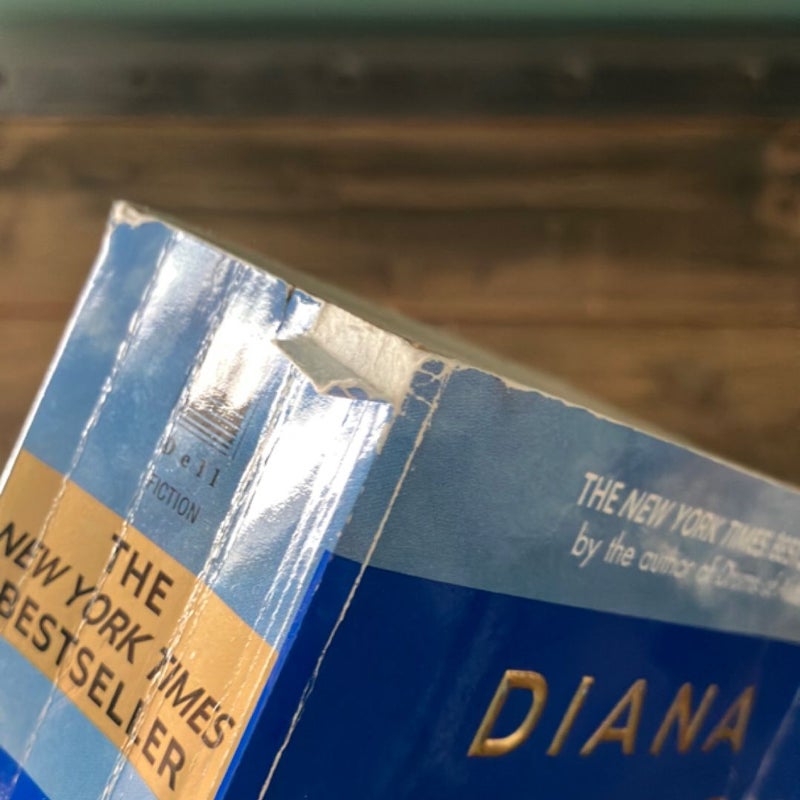 Dell
FICTION
THE
NEW YORK TIMES
BESTSELLER
THE NEW YORK TIMES
by the author of
DIANA